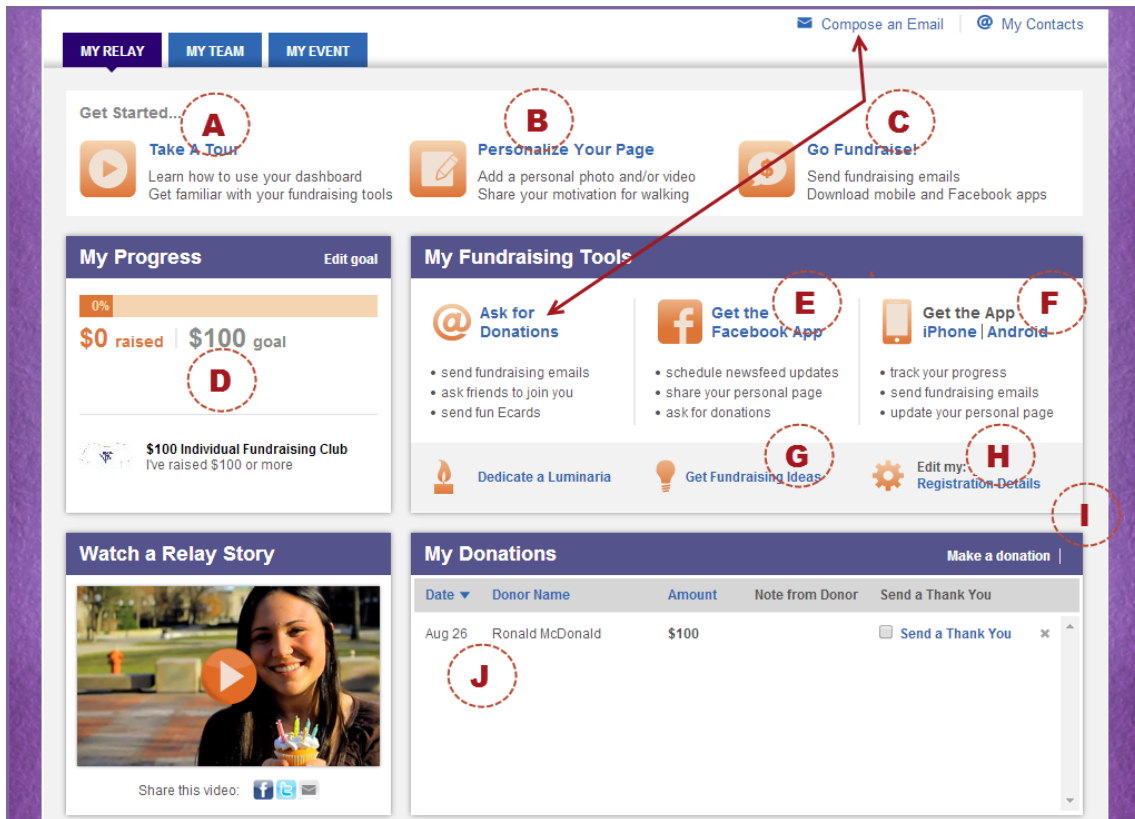 Compose an Email
@ My Contacts
MY RELAY
MY TEAM
MY EVENT
Get Started...
A
B
C
Take A Tour
Learn how to use your dashboard
Get familiar with your fundraising tools
Personalize Your Page
Add a personal photo and/or video
Share your motivation for walking
Go Fundraise!
Send fundraising emails
Download mobile and Facebook apps
My Progress
Edit goal
0%
$0 raised
$100 goal
D
$100 Individual Fundraising Club
I've raised $100 or more
My Fundraising Tools
@
Ask for
Donations
• send fundraising emails
• ask friends to join you
• send fun Ecards
f
E
Get the
Facebook App
• schedule newsfeed updates
• share your personal page
• ask for donations
F
Get the App
iPhone | Android
• track your progress
• send fundraising emails
• update your personal page
Dedicate a Luminaria
G
Get Fundraising Ideas
H
Edit my:
Registration Details
I
Watch a Relay Story
Share this video:
f
t
My Donations
Make a donation |
Date
Donor Name
Amount
Note from Donor
Send a Thank You
Aug 26
Ronald McDonald
$100
Send a Thank You
J